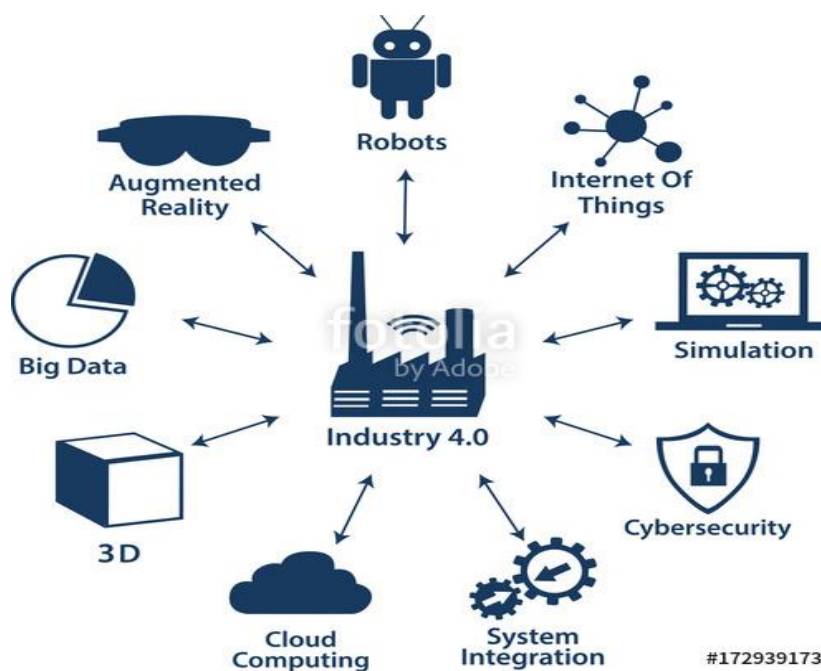 Robots
Augmented
Reality
Internet Of
Things
Big Data
fotolia
by Adobe
Simulation
Industry 4.0
3D
Cybersecurity
Cloud
Computing
System
Integration
#172939173